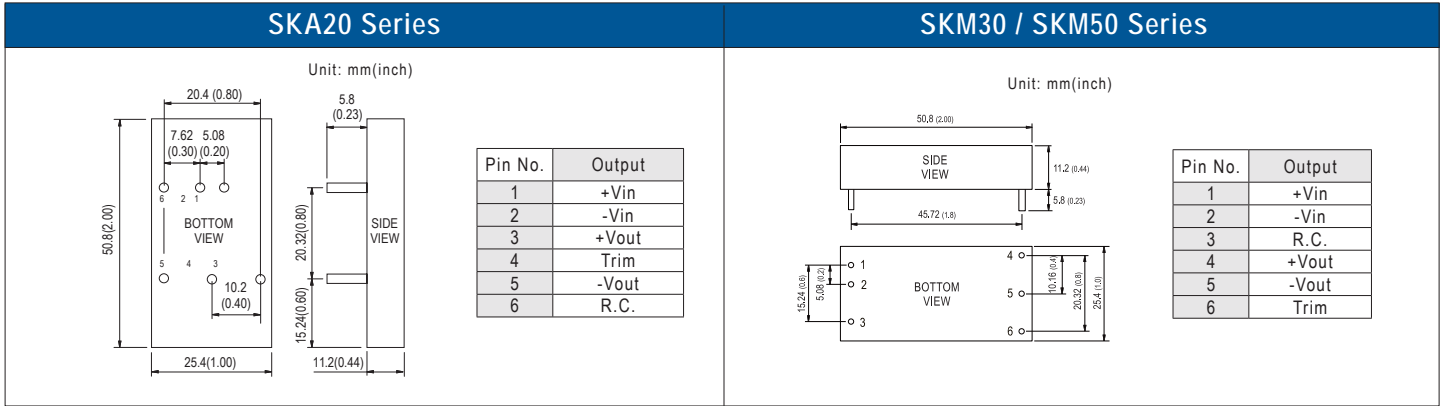 SKA20 Series
Unit: mm(inch)
20.4 (0.80)
5.8
(0.23)
7.62 5.08
(0.30) (0.20)
6 2 1
BOTTOM
VIEW
50.8(2.00)
5 4 3
10.2
(0.40)
25.4(1.00)
20.32(0.80)
SIDE
VIEW
15.24(0.60)
11.2(0.44)
Pin No. Output
1 +Vin
2 -Vin
3 +Vout
4 Trim
5 -Vout
6 R.C.
SKM30 / SKM50 Series
Unit: mm(inch)
50.8 (2.00)
SIDE
VIEW
11.2 (0.44)
5.8 (0.23)
45.72 (1.8)
15.24 (0.6)
5.08 (0.2)
1
2
3
BOTTOM
VIEW
4
5
6
10.16 (0.4)
20.32 (0.8)
25.4 (1.0)
Pin No. Output
1 +Vin
2 -Vin
3 R.C.
4 +Vout
5 -Vout
6 Trim